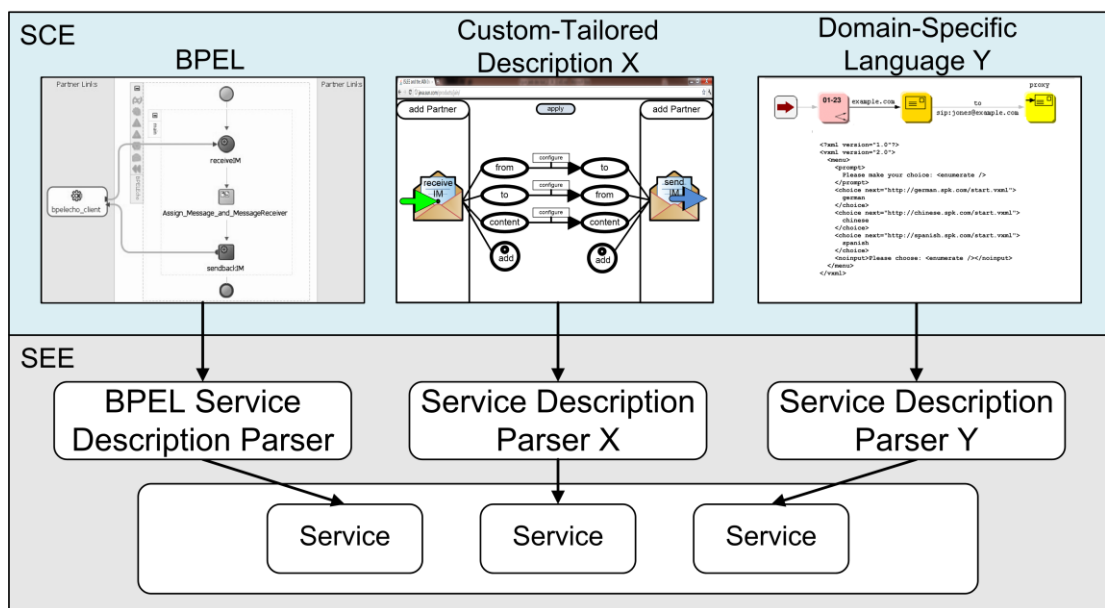 SCE
BPEL
Custom-Tailored
Description X
Domain-Specific
Language Y
Partner Links
Partner Links
main
receiveIM
bpelecho_client
Assign_Message_and_MessageReceiver
sendbackIM
add Partner
apply
add Partner
from
configure
to
receive
IM
to
configure
from
send
IM
content
configure
content
add
add
proxy
01-23
example.com
to
sip:jones@example.com
<?xml version="1.0"?>
<vxml version="2.0">
<menu>
<prompt>
Please make your choice: <enumerate />
</prompt>
<choice next="http://german.spk.com/start.vxml">
german
</choice>
<choice next="http://chinese.spk.com/start.vxml">
chinese
</choice>
<choice next="http://spanish.spk.com/start.vxml">
spanish
</choice>
<noinput>Please choose: <enumerate /></noinput>
</menu>
</vxml>
SEE
BPEL Service
Description Parser
Service Description
Parser X
Service Description
Parser Y
Service
Service
Service